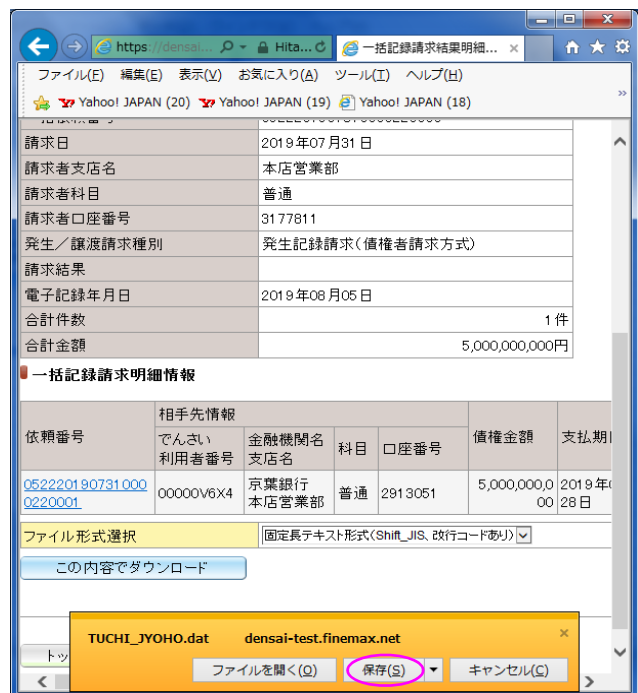 https://densai...
Hita...
一括記録請求結果明細...
ファイル(F) 編集(E) 表示(V) お気に入り(A) ツール(T) ヘルプ(H)
Yahoo! JAPAN (20) Yahoo! JAPAN (19) Yahoo! JAPAN (18)
請求日 2019年07月31日
請求者支店名 本店営業部
請求者科目 普通
請求者口座番号 3177811
発生／譲渡請求種別 発生記録請求(債権者請求方式)
請求結果
電子記録年月日 2019年08月05日
合計件数 1件
合計金額 5,000,000,000円
一括記録請求明細情報
相手先情報
依頼番号 でんさい 金融機関名 科目 口座番号 債権金額 支払期
利用者番号 支店名
052220190731000 00000V6X4 京葉銀行 普通 2913051 5,000,000,0 2019年
0220001 本店営業部 00 28日
ファイル形式選択 固定長テキスト形式(Shift_JIS、改行コードあり)
この内容でダウンロード
TUCHI_JYOHO.dat densai-test.finemax.net
トッ
ファイルを開く(O) 保存(S) キャンセル(C)